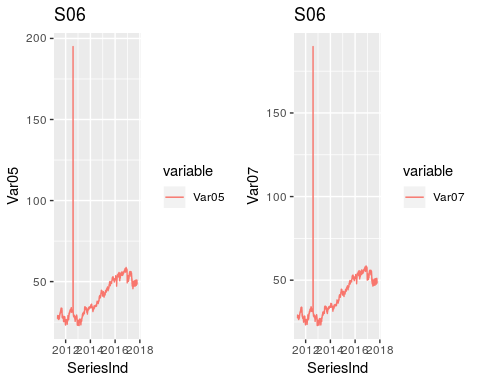 S06
200
150
100
50
Var05
2012
2014
2016
2018
SeriesInd
variable
Var05
S06
150
100
50
Var07
2012
2014
2016
2018
SeriesInd
variable
Var07